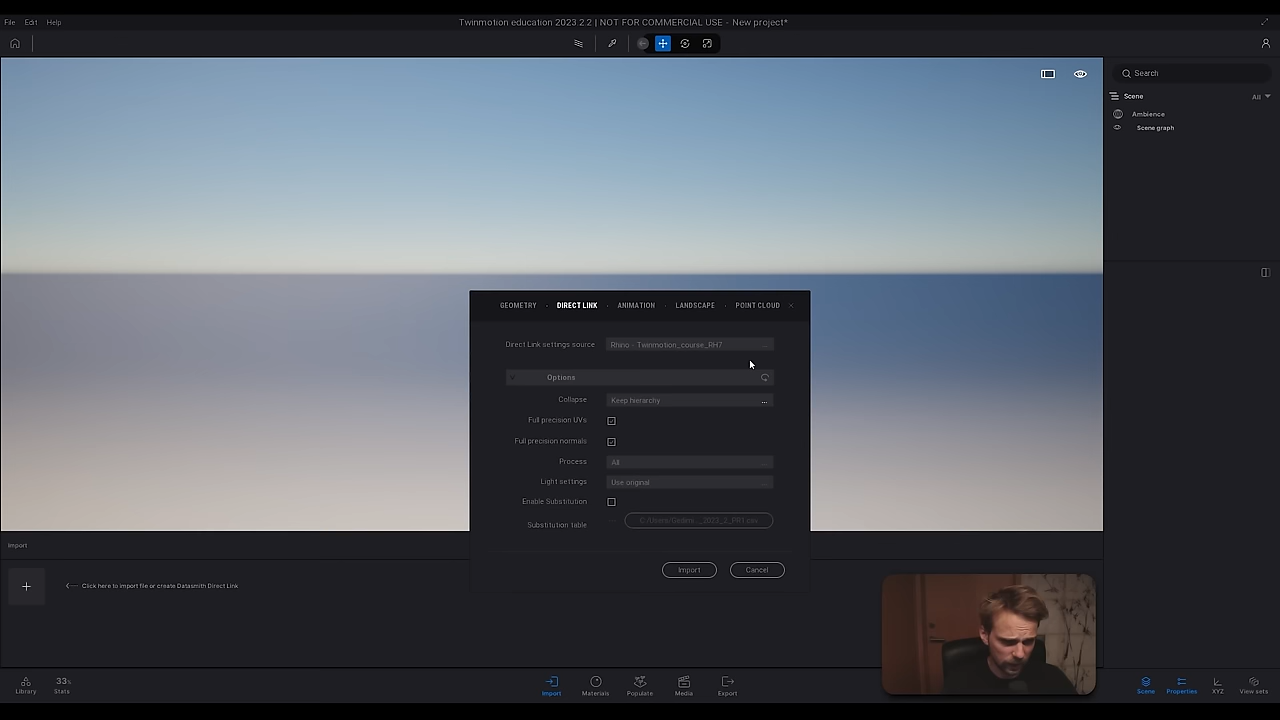 Twinmotion education 2023.2.2 | NOT FOR COMMERCIAL USE - New project*
File Edit Help
Search
Scene All
Ambience
Scene graph
GEOMETRY DIRECT LINK ANIMATION LANDSCAPE POINT CLOUD
Direct Link settings source Rhino - Twinmotion_course_RH7 ...
Options
Collapse Keep hierarchy ...
Full precision UVs
Full precision normals
Process All ...
Light settings Use original ...
Enable Substitution
Substitution table
Import Cancel
Import
Click here to import file or create Datasmith Direct Link
Library 33% Stats Import Materials Populate Media Export Scene Properties XYZ View sets